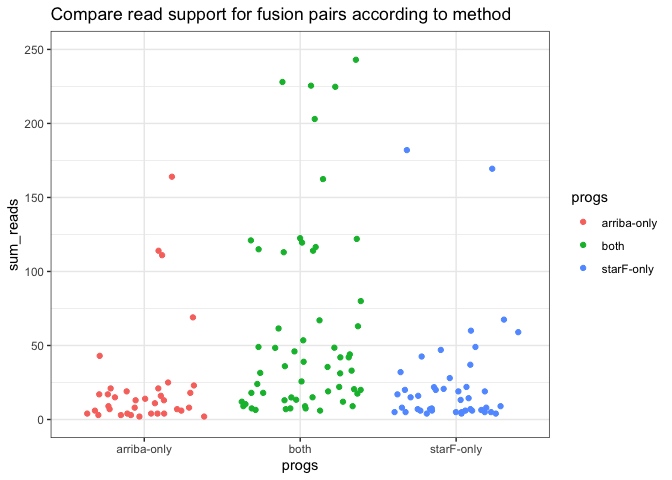 Compare read support for fusion pairs according to method
250
200
150
100
50
0
sum_reads
arriba-only
both
starF-only
progs
progs
arriba-only
both
starF-only